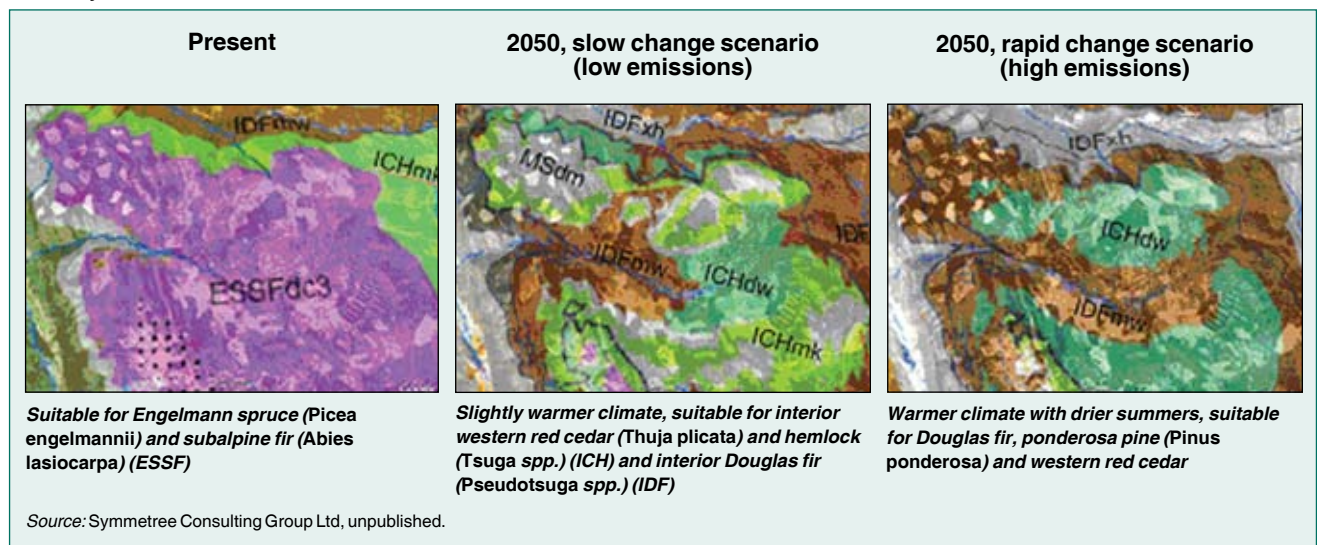 Present
2050, slow change scenario
(low emissions)
2050, rapid change scenario
(high emissions)
IDFmw
ICHmk
ESSFdc3
IDFxh
MSdm
IDF
IDFmw
ICHdw
ICHmk
IDFxh
ICHdw
IDFmw
Suitable for Engelmann spruce (Picea
engelmannii) and subalpine fir (Abies
lasiocarpa) (ESSF)
Slightly warmer climate, suitable for interior
western red cedar (Thuja plicata) and hemlock
(Tsuga spp.) (ICH) and interior Douglas fir
(Pseudotsuga spp.) (IDF)
Warmer climate with drier summers, suitable
for Douglas fir, ponderosa pine (Pinus
ponderosa) and western red cedar
Source: Symmetree Consulting Group Ltd, unpublished.